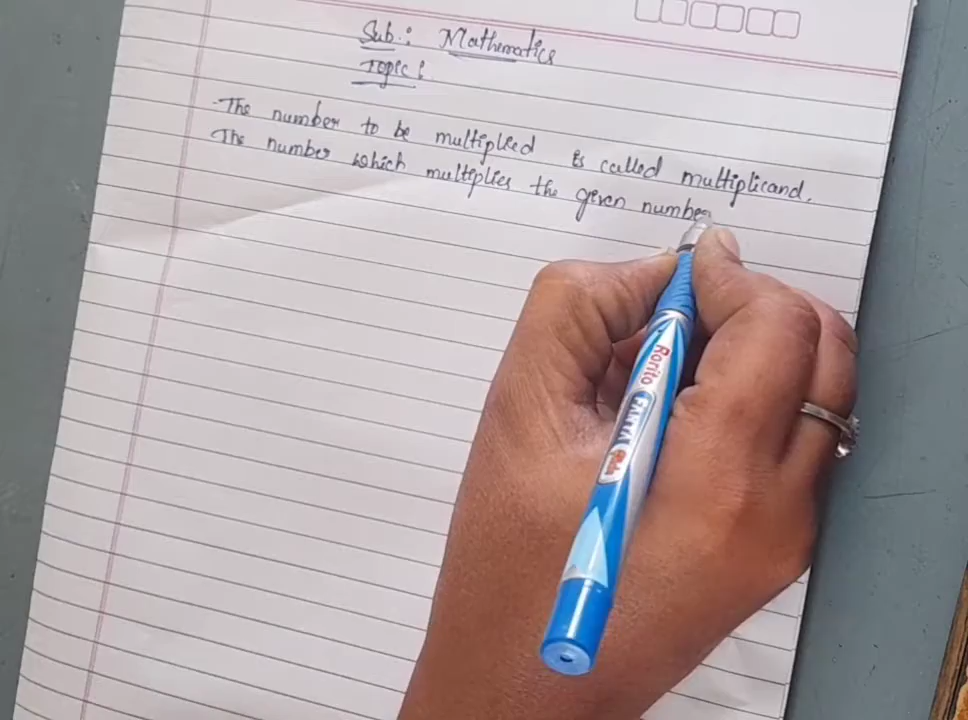 Sub.: Mathematics
Topic:
The number to be multiplied is called multiplicand.
The number which multiplies the given number
Rorito